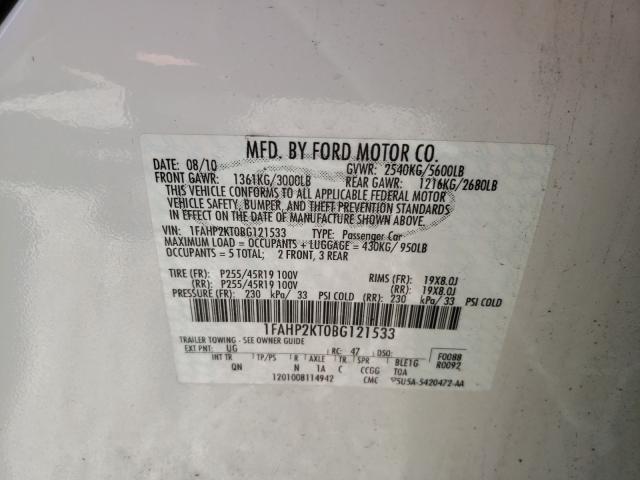 MFD. BY FORD MOTOR CO.
DATE: 08/10 GVWR: 2540KG/5600LB
FRONT GAWR: 1361KG/3000LB REAR GAWR: 1216KG/2680LB
THIS VEHICLE CONFORMS TO ALL APPLICABLE FEDERAL MOTOR
VEHICLE SAFETY, BUMPER, AND THEFT PREVENTION STANDARDS
IN EFFECT ON THE DATE OF MANUFACTURE SHOWN ABOVE.
VIN: 1FAHP2KT0BG121533 TYPE: Passenger Car
MAXIMUM LOAD = OCCUPANTS + LUGGAGE = 430KG/ 950LB
OCCUPANTS = 5 TOTAL; 2 FRONT, 3 REAR
TIRE (FR): P255/45R19 100V RIMS (FR): 19X8.0J
(RR): P255/45R19 100V (RR): 19X8.0J
PRESSURE (FR): 230 kPa/ 33 PSI COLD (RR): 230 kPa/ 33 PSI COLD
1FAHP2KT0BG121533
TRAILER TOWING - SEE OWNER GUIDE
EXT PNT: UG RC: 47 DSO: F0088
INT TR TP/PS R AXLE TR SPR BLE1G R0092
QN N 1A C CCGG T0A
1201008114942 CMC 5U5A-5420472-AA